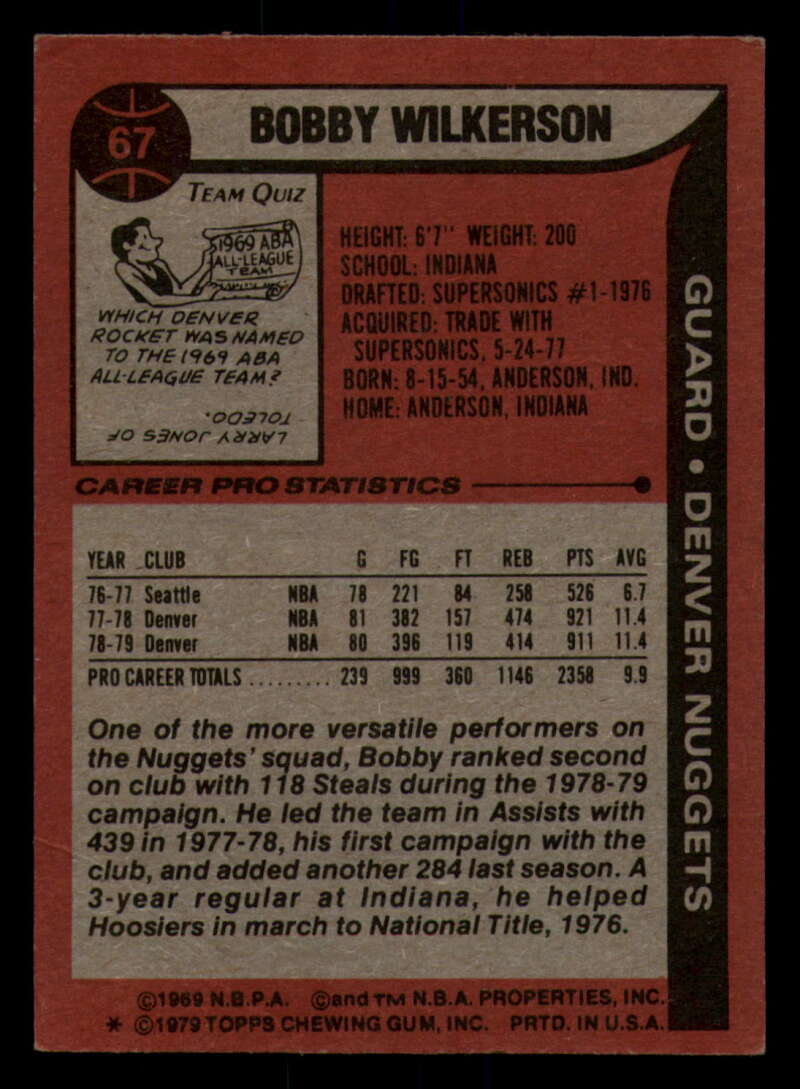 67
BOBBY WILKERSON
TEAM QUIZ
1969 ABA
ALL-LEAGUE
TEAM
WHICH DENVER
ROCKET WAS NAMED
TO THE 1969 ABA
ALL-LEAGUE TEAM?
LARRY JONES OF
TOLEDO.
HEIGHT: 6'7" WEIGHT: 200
SCHOOL: INDIANA
DRAFTED: SUPERSONICS #1-1976
ACQUIRED: TRADE WITH
SUPERSONICS, 5-24-77
BORN: 8-15-54, ANDERSON, IND.
HOME: ANDERSON, INDIANA
GUARD • DENVER NUGGETS
CAREER PRO STATISTICS
YEAR CLUB G FG FT REB PTS AVG
76-77 Seattle NBA 78 221 84 258 526 6.7
77-78 Denver NBA 81 382 157 474 921 11.4
78-79 Denver NBA 80 396 119 414 911 11.4
PRO CAREER TOTALS ......... 239 999 360 1146 2358 9.9
One of the more versatile performers on
the Nuggets' squad, Bobby ranked second
on club with 118 Steals during the 1978-79
campaign. He led the team in Assists with
439 in 1977-78, his first campaign with the
club, and added another 284 last season. A
3-year regular at Indiana, he helped
Hoosiers in march to National Title, 1976.
©1969 N.B.P.A. ©and TM N.B.A. PROPERTIES, INC.
* ©1979 TOPPS CHEWING GUM, INC. PRTD. IN U.S.A.